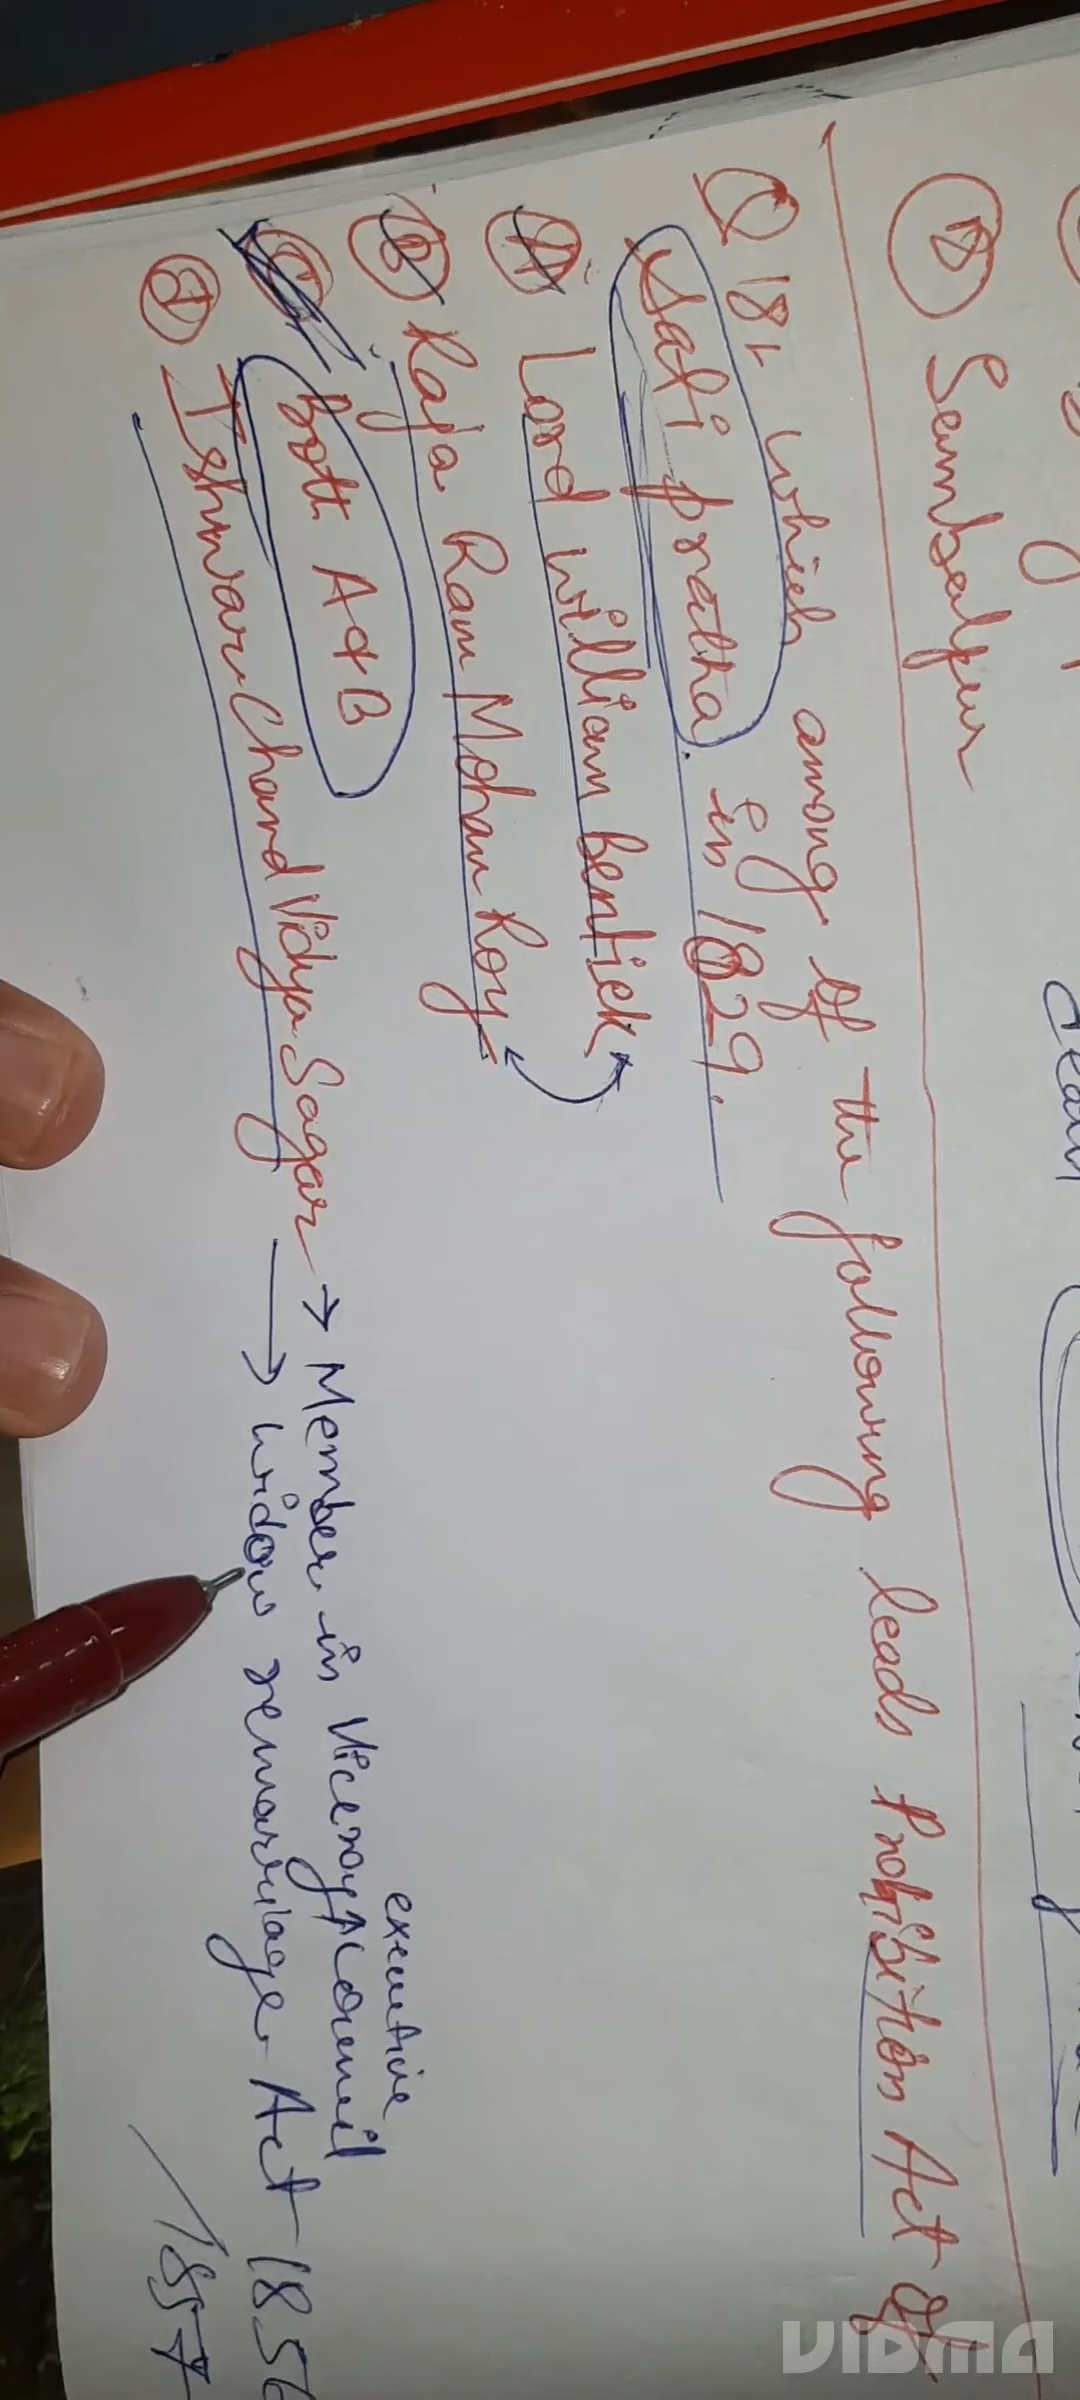 (D) Sambalpur
Q 18. which among of the following leads Prohibition Act of
sati pratha. in 1829.
(A) Lord William Bentick
(B) Raja Ram Mohan Roy
(C) Both A & B
(D) Ishwar Chand Vidya Sagar → Member in Viceroy executive council
→ widow remarriage Act - 1856
1857
VIDMA